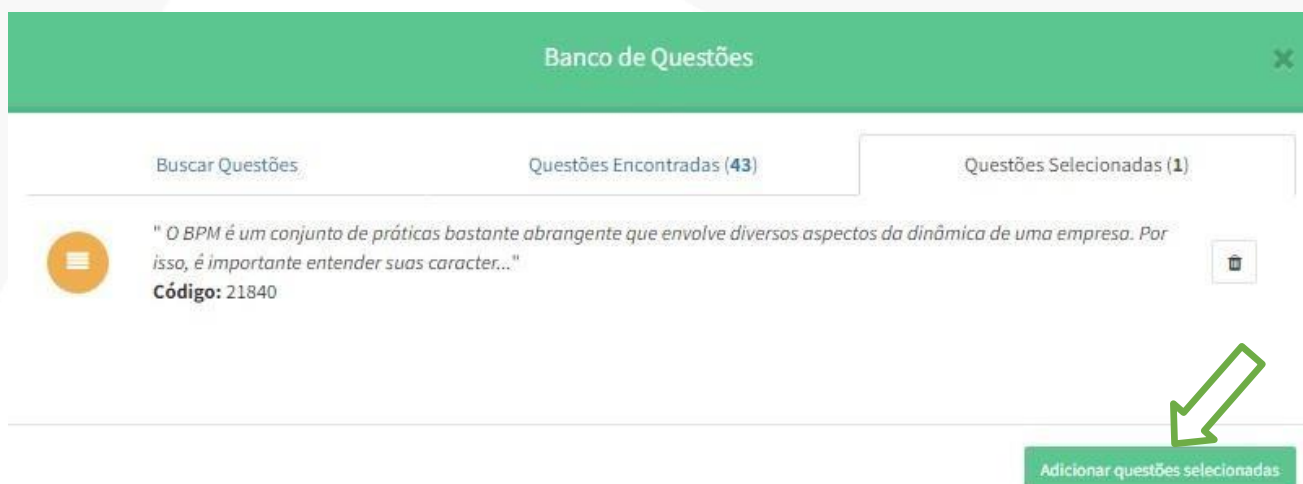 Banco de Questões
Buscar Questões
Questões Encontradas (43)
Questões Selecionadas (1)
" O BPM é um conjunto de práticas bastante abrangente que envolve diversos aspectos da dinâmica de uma empresa. Por
isso, é importante entender suas caracter..."
Código: 21840
Adicionar questões selecionadas